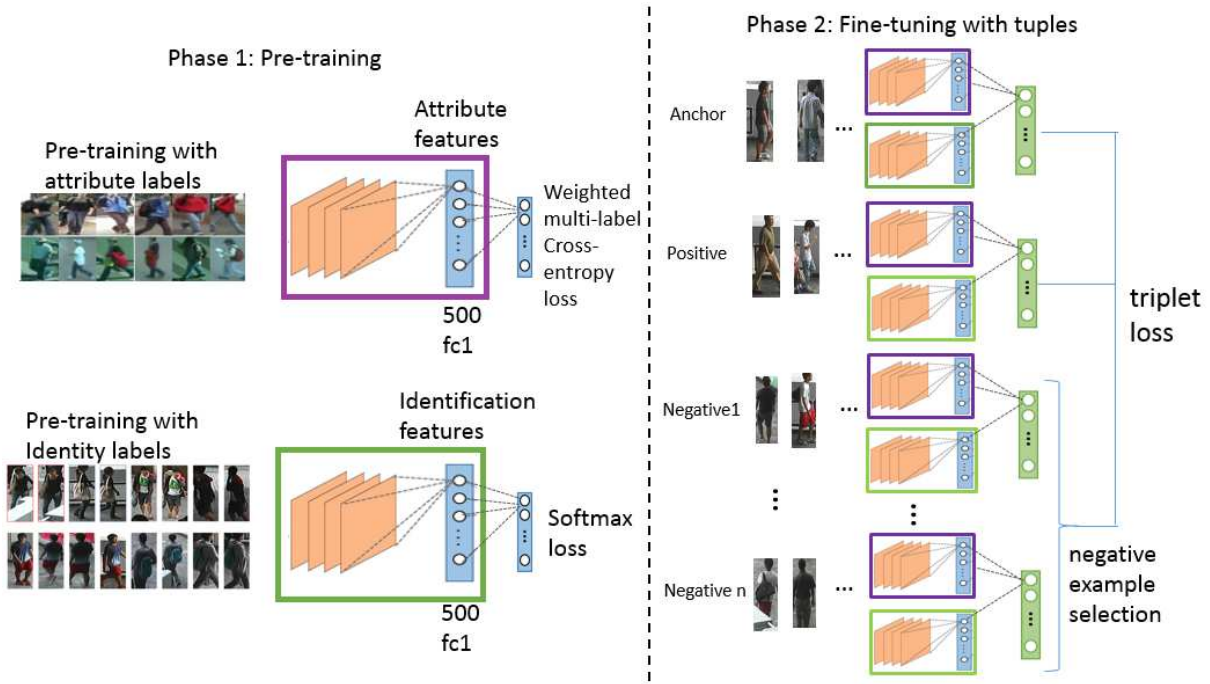 Phase 1: Pre-training
Pre-training with
attribute labels
Attribute
features
Weighted
multi-label
Cross-
entropy
loss
500
fc1
Pre-training with
Identity labels
Identification
features
Softmax
loss
500
fc1
Phase 2: Fine-tuning with tuples
Anchor
...
Positive
...
triplet
loss
Negative1
...
Negative n
...
negative
example
selection